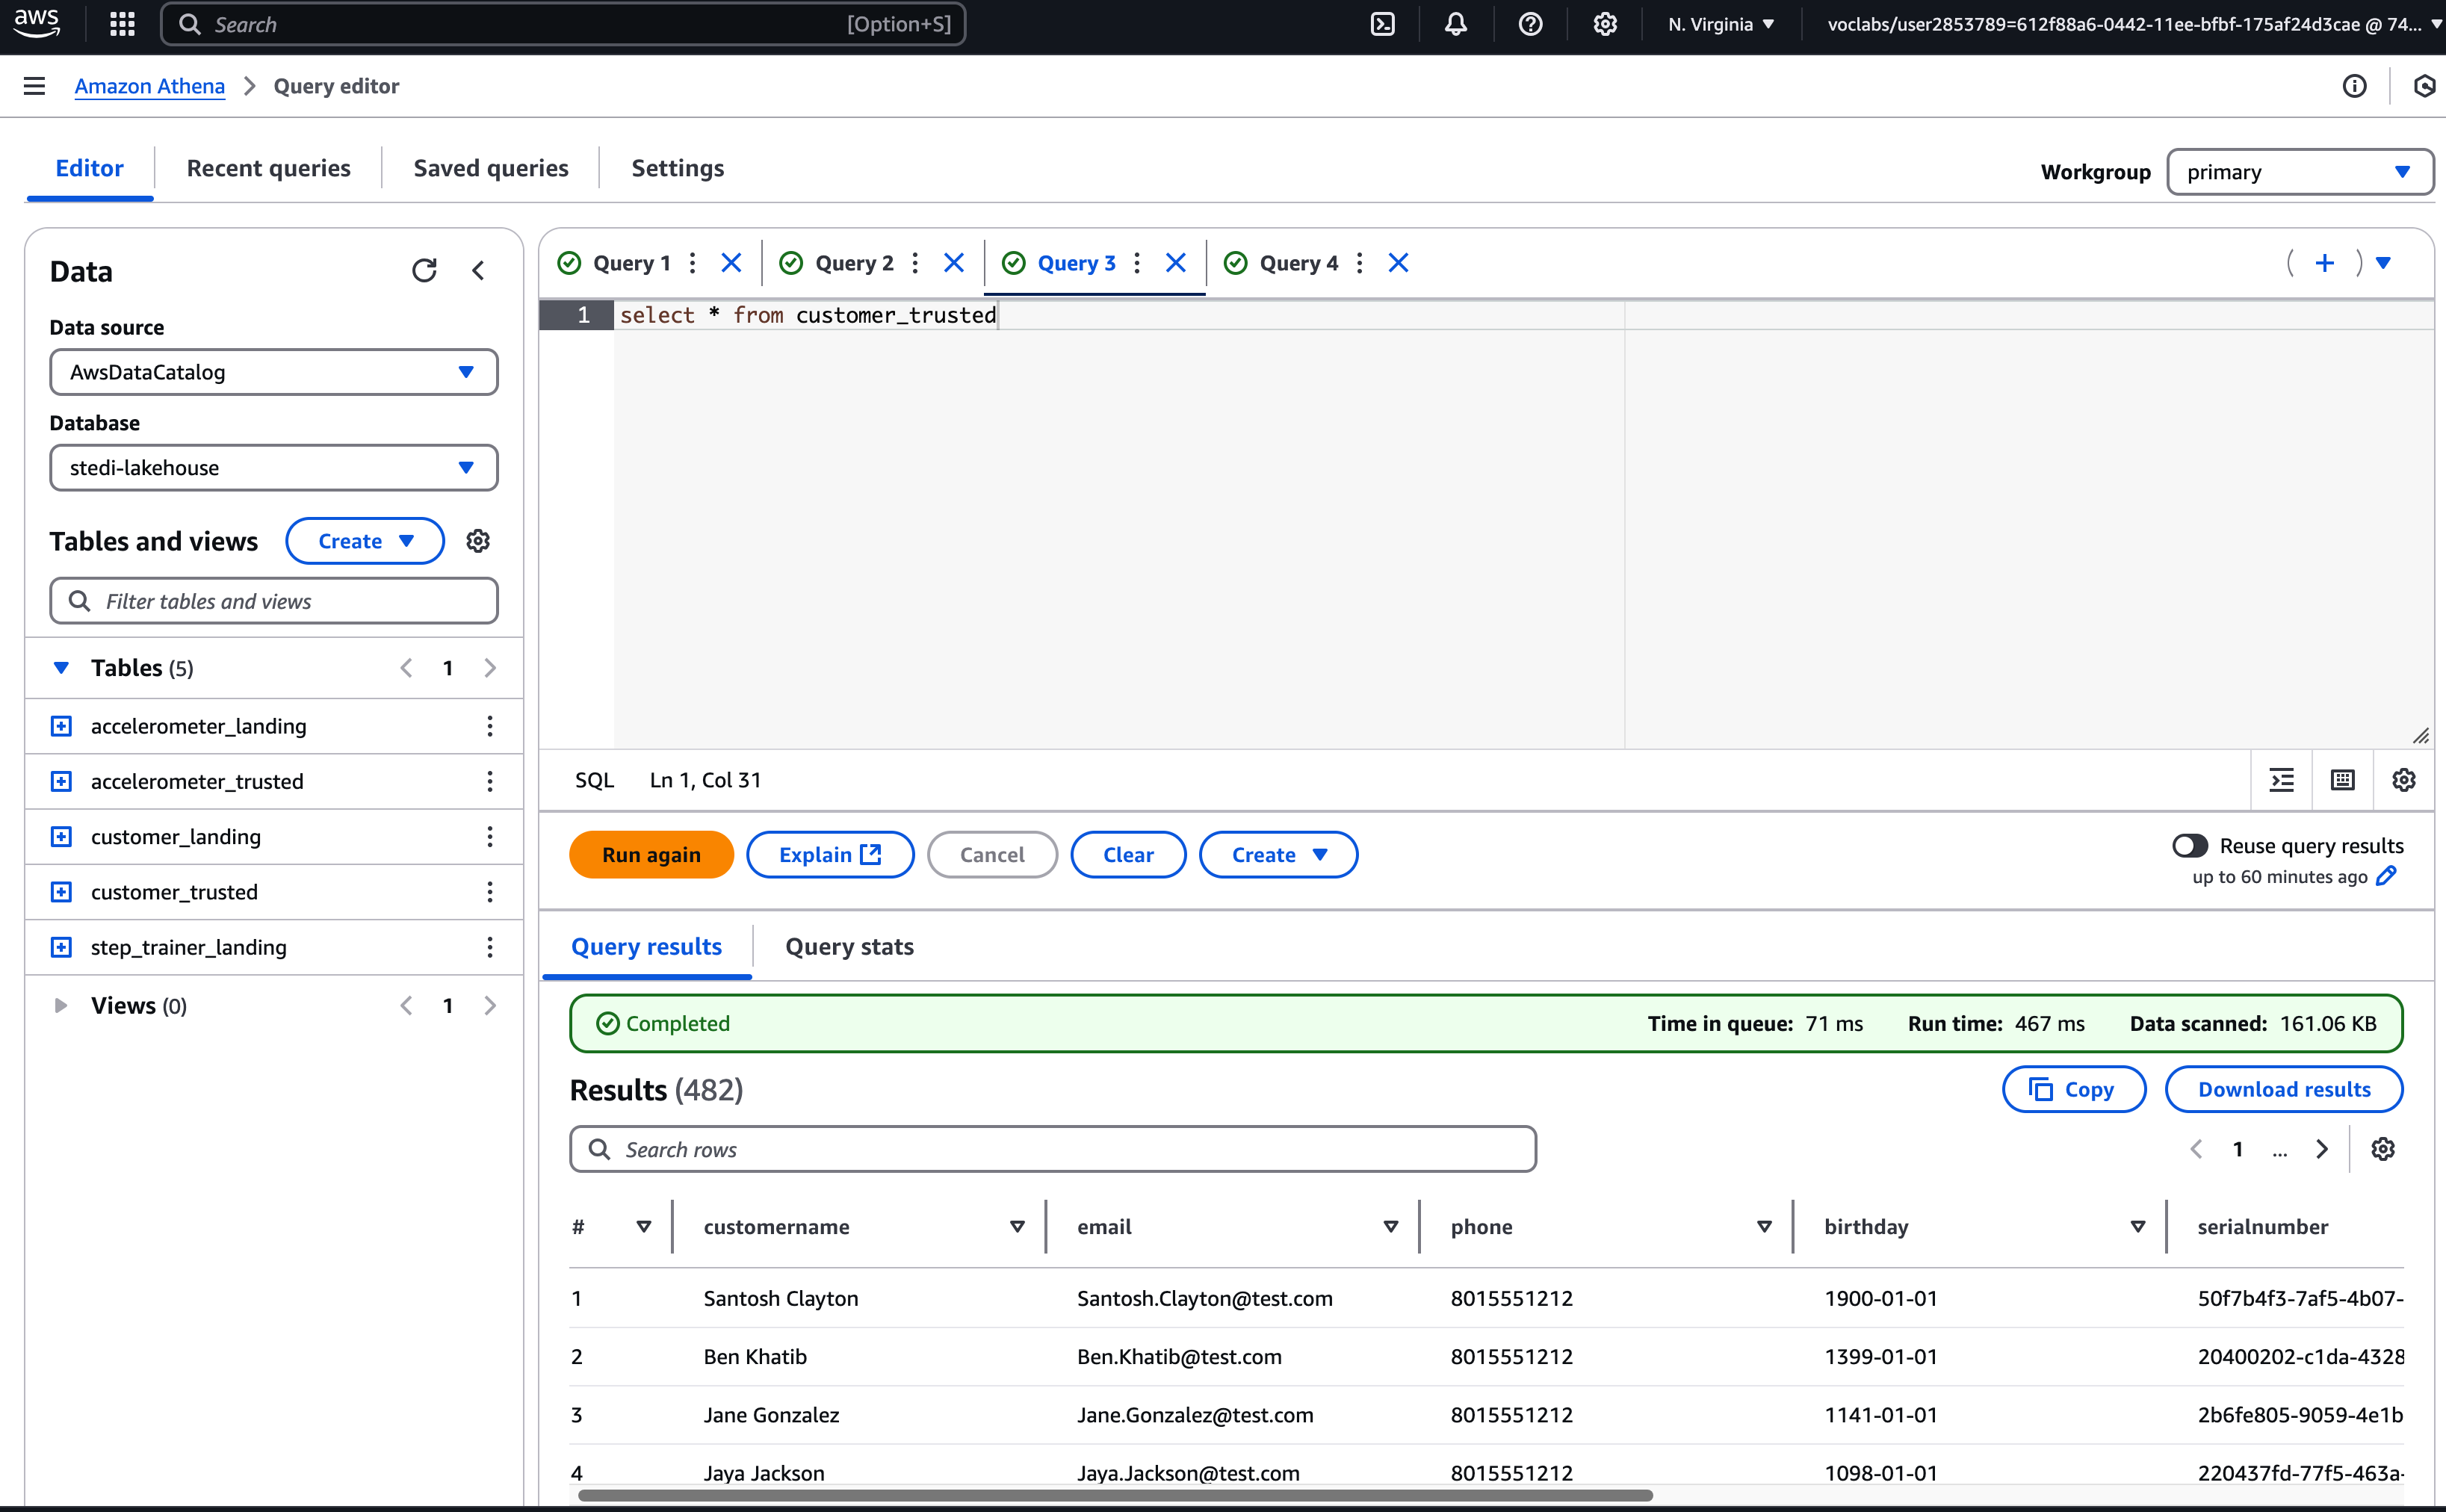 aws
Search [Option+S]
N. Virginia
voclabs/user2853789=612f88a6-0442-11ee-bfbf-175af24d3cae @ 74...
Amazon Athena Query editor
Editor Recent queries Saved queries Settings
Workgroup primary
Data
Data source
AwsDataCatalog
Database
stedi-lakehouse
Tables and views Create
Filter tables and views
Tables (5) 1
accelerometer_landing
accelerometer_trusted
customer_landing
customer_trusted
step_trainer_landing
Views (0) 1
Query 1 Query 2 Query 3 Query 4
1 select * from customer_trusted
SQL Ln 1, Col 31
Run again Explain Cancel Clear Create
Reuse query results
up to 60 minutes ago
Query results Query stats
Completed Time in queue: 71 ms Run time: 467 ms Data scanned: 161.06 KB
Results (482) Copy Download results
Search rows 1 ...
# customername email phone birthday serialnumber
1 Santosh Clayton Santosh.Clayton@test.com 8015551212 1900-01-01 50f7b4f3-7af5-4b07-
2 Ben Khatib Ben.Khatib@test.com 8015551212 1399-01-01 20400202-c1da-4328
3 Jane Gonzalez Jane.Gonzalez@test.com 8015551212 1141-01-01 2b6fe805-9059-4e1b
4 Jaya Jackson Jaya.Jackson@test.com 8015551212 1098-01-01 220437fd-77f5-463a-